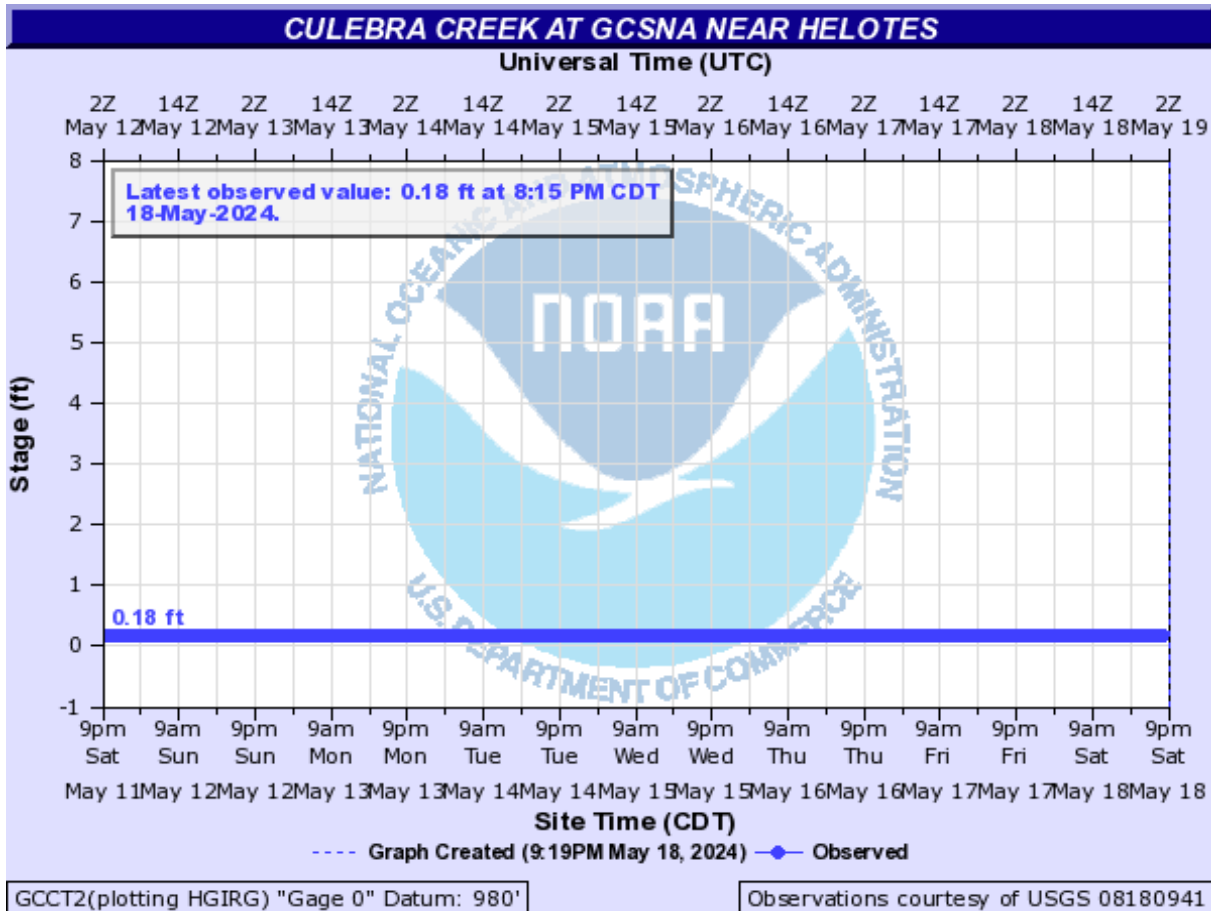 CULEBRA CREEK AT GCSNA NEAR HELOTES
Universal Time (UTC)
2Z 14Z 2Z 14Z 2Z 14Z 2Z 14Z 2Z 14Z 2Z 14Z 2Z 14Z 2Z
May 12 May 12 May 13 May 13 May 14 May 14 May 15 May 15 May 16 May 16 May 17 May 17 May 18 May 18 May 19
Latest observed value: 0.18 ft at 8:15 PM CDT
18-May-2024.
NATIONAL OCEANIC AND ATMOSPHERIC ADMINISTRATION
NOAA
U.S. DEPARTMENT OF COMMERCE
Stage (ft)
8
7
6
5
4
3
2
1
0
-1
0.18 ft
9pm 9am 9pm 9am 9pm 9am 9pm 9am 9pm 9am 9pm 9am 9pm 9am 9pm
Sat Sun Sun Mon Mon Tue Tue Wed Wed Thu Thu Fri Fri Sat Sat
May 11 May 12 May 12 May 13 May 13 May 14 May 14 May 15 May 15 May 16 May 16 May 17 May 17 May 18 May 18
Site Time (CDT)
---- Graph Created (9:19PM May 18, 2024) Observed
GCCT2(plotting HGIRG) "Gage 0" Datum: 980'
Observations courtesy of USGS 08180941